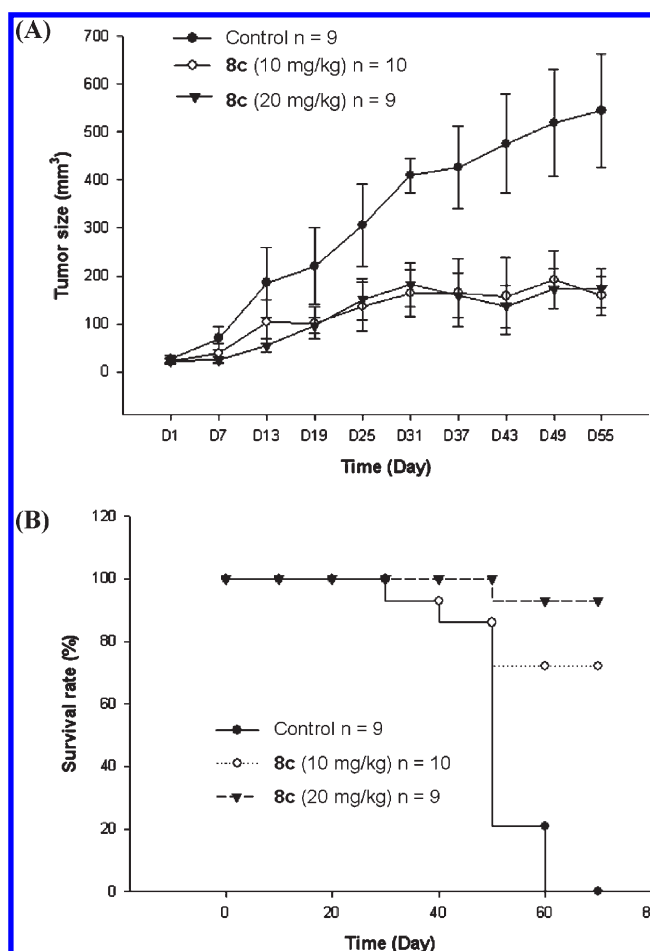 (A)
700
600
500
400
300
200
100
0
Tumor size (mm³)
Control n = 9
8c (10 mg/kg) n = 10
8c (20 mg/kg) n = 9
D1 D7 D13 D19 D25 D31 D37 D43 D49 D55
Time (Day)
(B)
120
100
80
60
40
20
0
Survival rate (%)
Control n = 9
8c (10 mg/kg) n = 10
8c (20 mg/kg) n = 9
0 20 40 60 8
Time (Day)